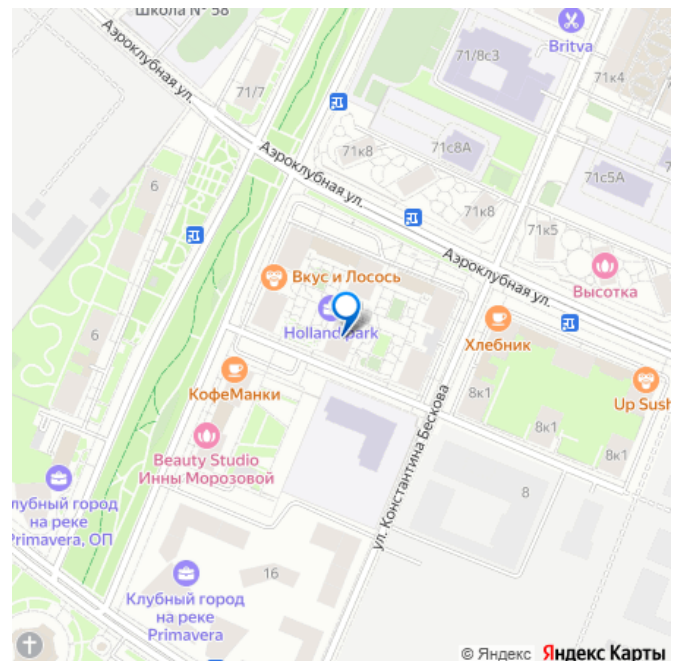 Школа № 58
Britva
Аэроклубная ул.
71/8с3
71к4
71/7
71к8
71с8А
Аэроклубная ул.
71с5А
6
71к8
71к5
Аэроклубная ул.
Высотка
Вкус и Лосось
Holland park
Хлебник
6
КофеМанки
8к1
Up Sush
8к1
8к1
ул. Константина Бескова
Beauty Studio
Инны Морозовой
8
лубный город
на реке
Primavera, ОП
16
Клубный город
на реке
Primavera
© Яндекс Яндекс Карты